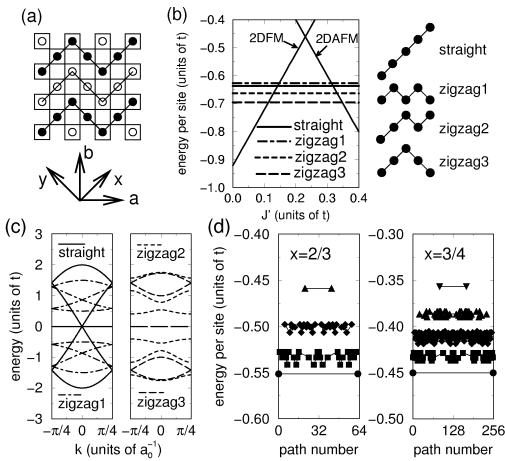 (a)
b
y
x
a
(b)
energy per site (units of t)
−0.4
−0.5
−0.6
−0.7
−0.8
−0.9
−1.0
2DFM
2DAFM
straight
zigzag1
zigzag2
zigzag3
0.0 0.1 0.2 0.3 0.4
J' (units of t)
straight
zigzag1
zigzag2
zigzag3
(c)
energy (units of t)
3
2
1
0
−1
−2
−3
straight
zigzag1
zigzag2
zigzag3
−π/4 π/4 −π/4 π/4
k (units of a₀⁻¹)
(d)
energy per site (units of t)
−0.40
−0.45
−0.50
−0.55
−0.60
x=2/3
0 32 64
path number
−0.30
−0.35
−0.40
−0.45
−0.50
x=3/4
0 128 256
path number